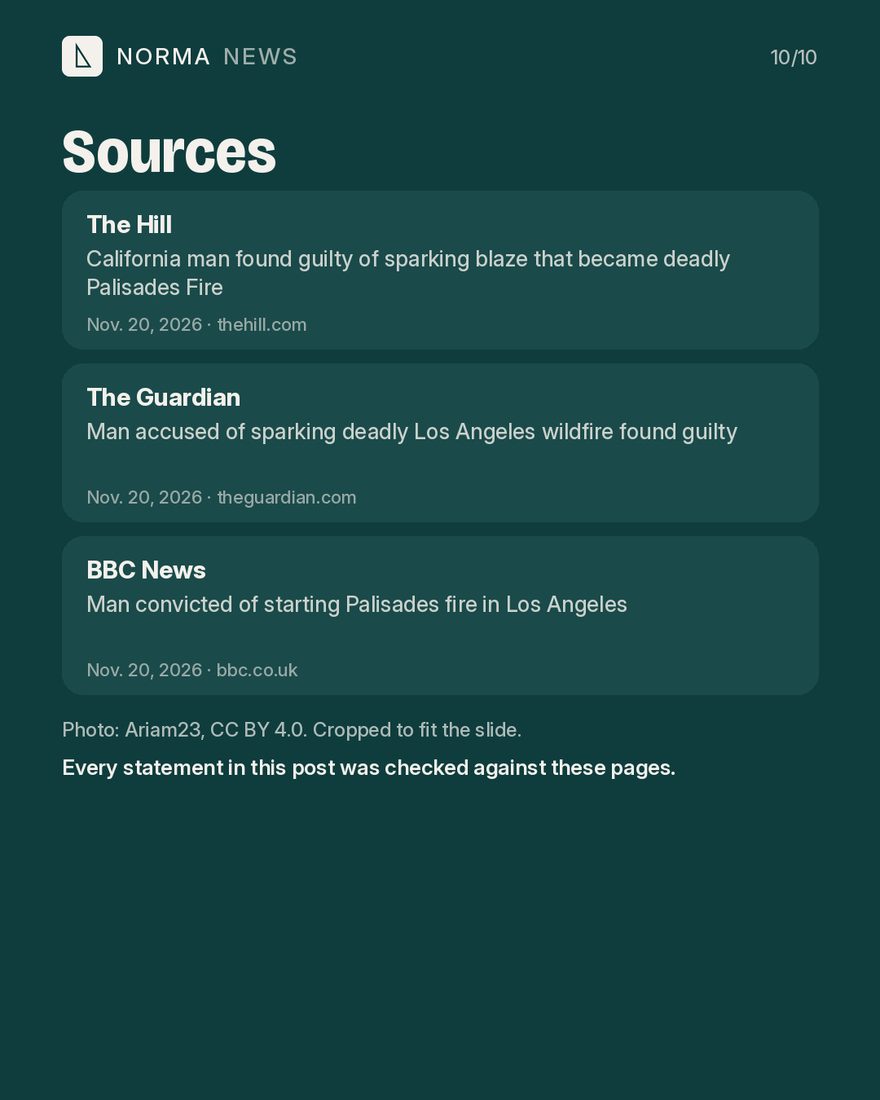 NORMA NEWS
10/10
Sources
The Hill
California man found guilty of sparking blaze that became deadly
Palisades Fire
Nov. 20, 2026 · thehill.com
The Guardian
Man accused of sparking deadly Los Angeles wildfire found guilty
Nov. 20, 2026 · theguardian.com
BBC News
Man convicted of starting Palisades fire in Los Angeles
Nov. 20, 2026 · bbc.co.uk
Photo: Ariam23, CC BY 4.0. Cropped to fit the slide.
Every statement in this post was checked against these pages.